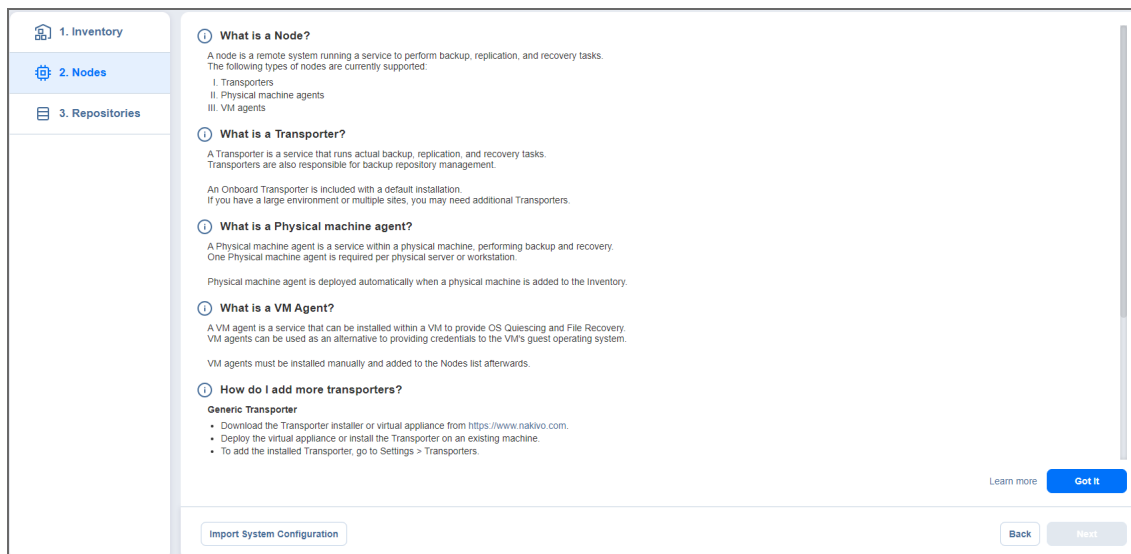 1. Inventory
2. Nodes
3. Repositories
What is a Node?
A node is a remote system running a service to perform backup, replication, and recovery tasks.
The following types of nodes are currently supported:
I. Transporters
II. Physical machine agents
III. VM agents
What is a Transporter?
A Transporter is a service that runs actual backup, replication, and recovery tasks.
Transporters are also responsible for backup repository management.
An Onboard Transporter is included with a default installation.
If you have a large environment or multiple sites, you may need additional Transporters.
What is a Physical machine agent?
A Physical machine agent is a service within a physical machine, performing backup and recovery.
One Physical machine agent is required per physical server or workstation.
Physical machine agent is deployed automatically when a physical machine is added to the Inventory.
What is a VM Agent?
A VM agent is a service that can be installed within a VM to provide OS Quiescing and File Recovery.
VM agents can be used as an alternative to providing credentials to the VM's guest operating system.
VM agents must be installed manually and added to the Nodes list afterwards.
How do I add more transporters?
Generic Transporter
• Download the Transporter installer or virtual appliance from https://www.nakivo.com.
• Deploy the virtual appliance or install the Transporter on an existing machine.
• To add the installed Transporter, go to Settings > Transporters.
Learn more
Got It
Import System Configuration
Back
Next